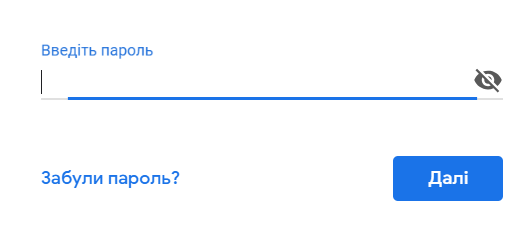 Введіть пароль
Забули пароль?
Далі